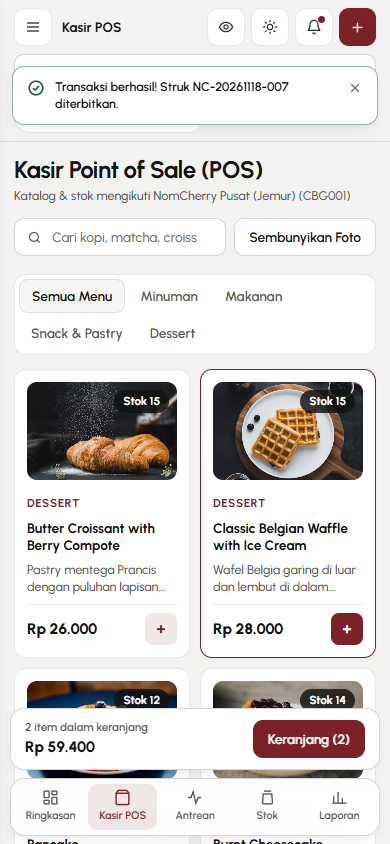 Kasir POS
Transaksi berhasil! Struk NC-20261118-007
diterbitkan.
Kasir Point of Sale (POS)
Katalog & stok mengikuti NomCherry Pusat (Jemur) (CBG001)
Cari kopi, matcha, croiss
Sembunyikan Foto
Semua Menu
Minuman
Makanan
Snack & Pastry
Dessert
Stok 15
Stok 15
DESSERT
Butter Croissant with
Berry Compote
Pastry mentega Prancis
dengan puluhan lapisan...
Rp 26.000
DESSERT
Classic Belgian Waffle
with Ice Cream
Wafel Belgia garing di luar
dan lembut di dalam...
Rp 28.000
Stok 12
Stok 14
2 item dalam keranjang
Rp 59.400
Keranjang (2)
Ringkasan
Kasir POS
Antrean
Stok
Laporan